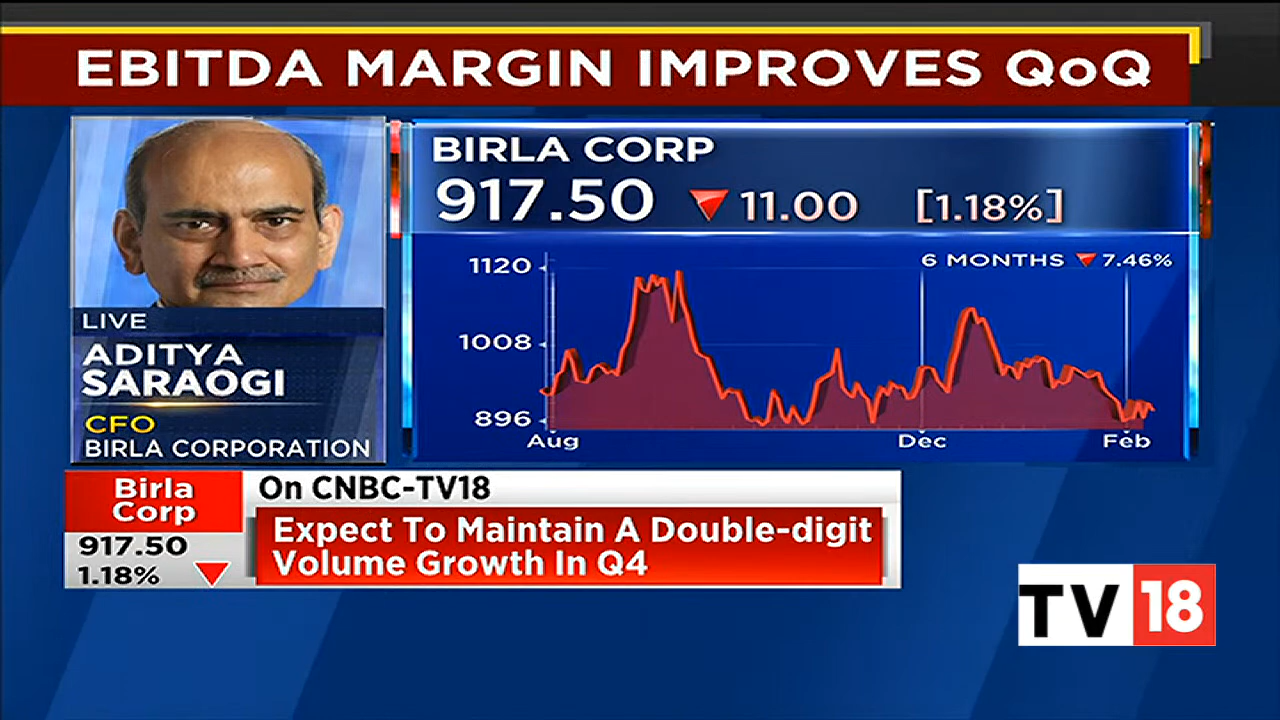 EBITDA MARGIN IMPROVES QoQ
LIVE
ADITYA
SARAOGI
CFO
BIRLA CORPORATION
BIRLA CORP
917.50 ▼ 11.00 [1.18%]
6 MONTHS ▼ 7.46%
1120
1008
896
Aug Dec Feb
Birla
Corp
917.50
1.18% ▼
On CNBC-TV18
Expect To Maintain A Double-digit
Volume Growth In Q4
TV18